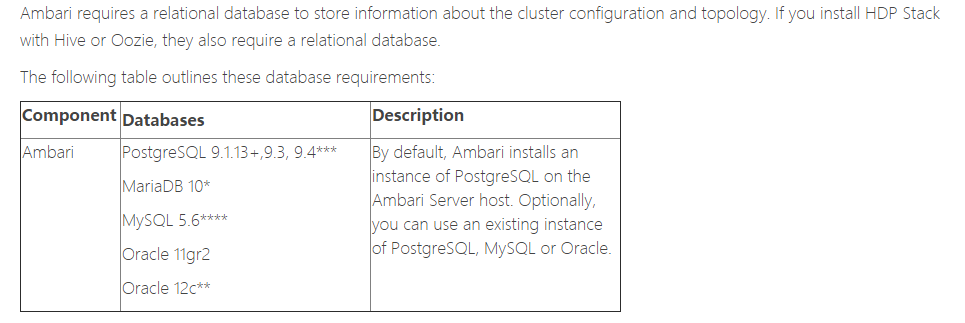 Ambari requires a relational database to store information about the cluster configuration and topology. If you install HDP Stack
with Hive or Oozie, they also require a relational database.
The following table outlines these database requirements:
Component Databases Description
Ambari
PostgreSQL 9.1.13+,9.3, 9.4***
MariaDB 10*
MySQL 5.6****
Oracle 11gr2
Oracle 12c**
By default, Ambari installs an
instance of PostgreSQL on the
Ambari Server host. Optionally,
you can use an existing instance
of PostgreSQL, MySQL or Oracle.